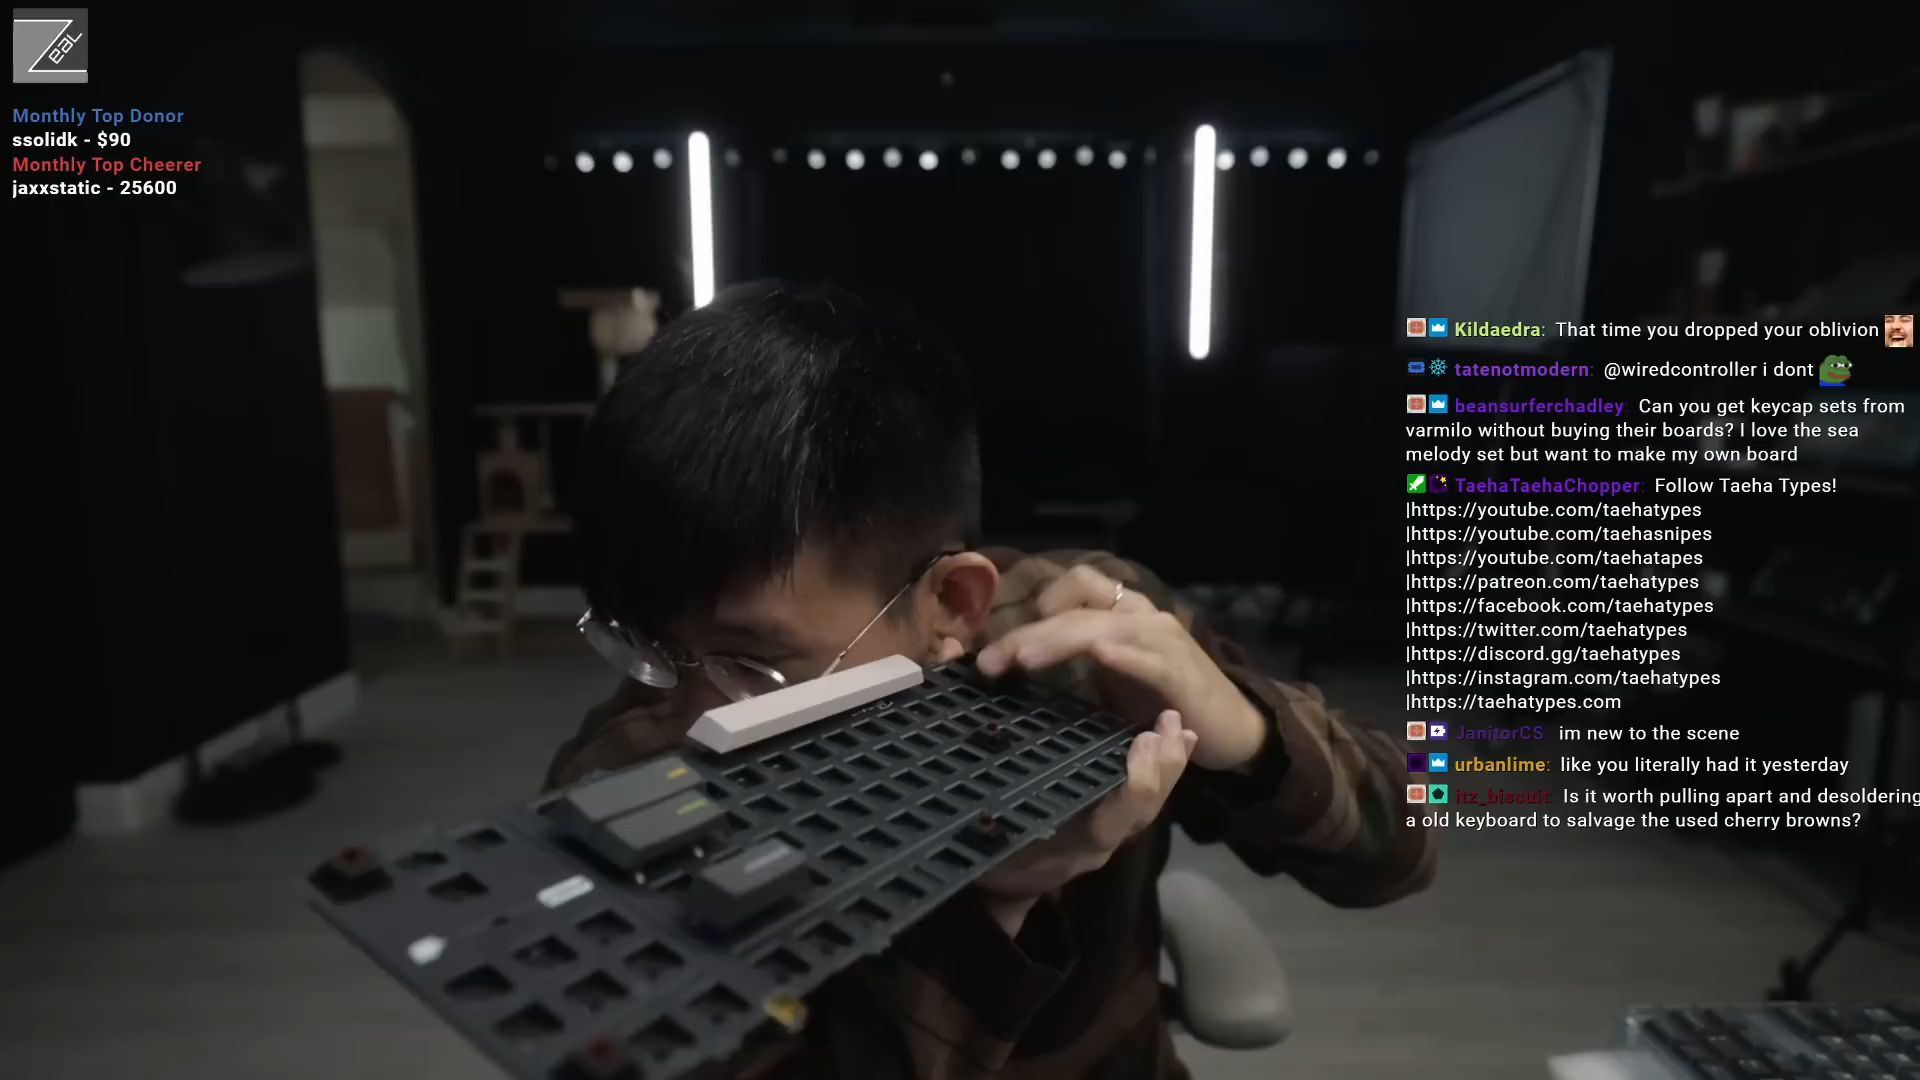 Zeal
Monthly Top Donor
ssolidk - $90
Monthly Top Cheerer
jaxxstatic - 25600
Kildaedra: That time you dropped your oblivion
tatenotmodern: @wiredcontroller i dont
beansurferchadley: Can you get keycap sets from
varmilo without buying their boards? I love the sea
melody set but want to make my own board
TaehaTaehaChopper: Follow Taeha Types!
|https://youtube.com/taehatypes
|https://youtube.com/taehasnipes
|https://youtube.com/taehatapes
|https://patreon.com/taehatypes
|https://facebook.com/taehatypes
|https://twitter.com/taehatypes
|https://discord.gg/taehatypes
|https://instagram.com/taehatypes
|https://taehatypes.com
JanitorCS: im new to the scene
urbanlime: like you literally had it yesterday
itz_biscuit: Is it worth pulling apart and desoldering
a old keyboard to salvage the used cherry browns?